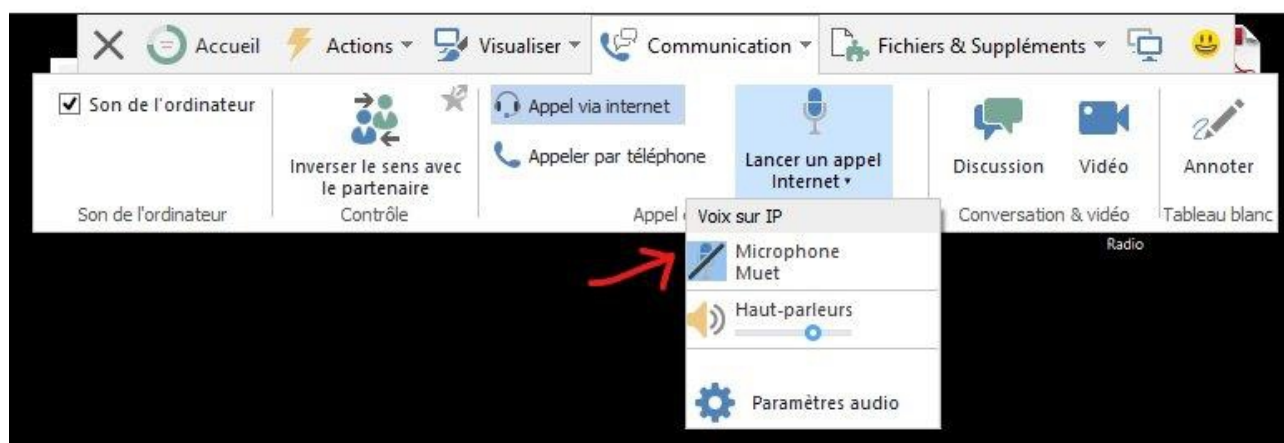 Accueil Actions Visualiser Communication Fichiers & Suppléments
Son de l'ordinateur
Inverser le sens avec
le partenaire
Appel via internet
Appeler par téléphone
Lancer un appel
Internet
Discussion Vidéo Annoter
Son de l'ordinateur Contrôle Appel Conversation & vidéo Tableau blanc
Voix sur IP
Radio
Microphone
Muet
Haut-parleurs
Paramètres audio